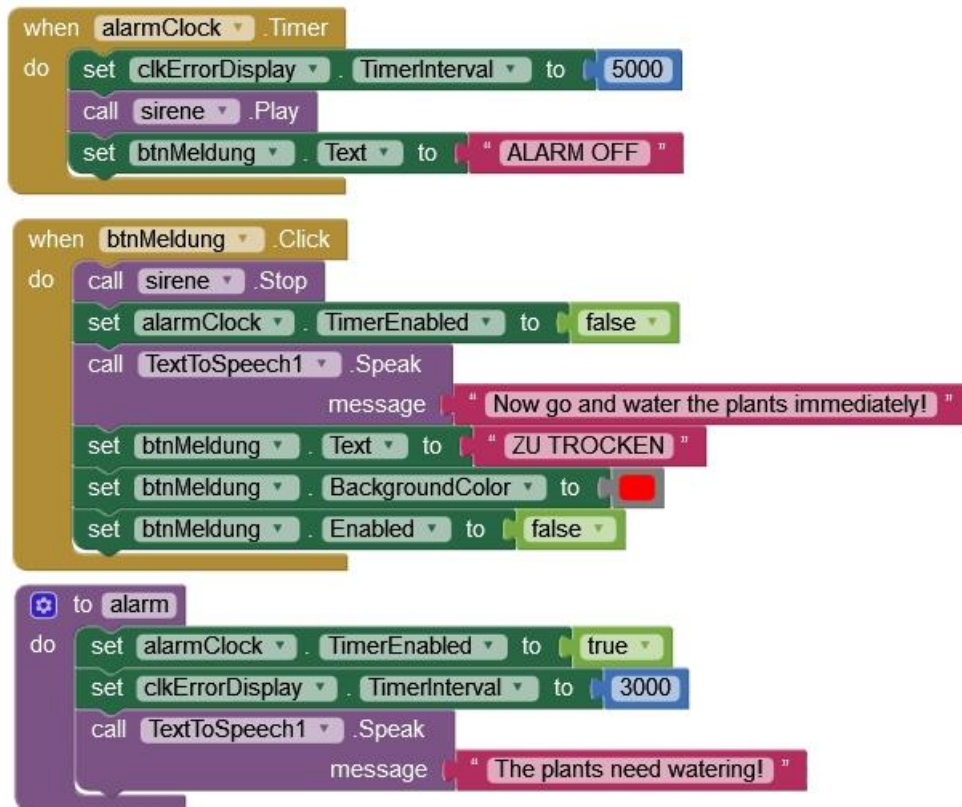 when alarmClock .Timer
do set clkErrorDisplay . TimerInterval to 5000
call sirene .Play
set btnMeldung . Text to " ALARM OFF "
when btnMeldung .Click
do call sirene .Stop
set alarmClock . TimerEnabled to false
call TextToSpeech1 .Speak
message " Now go and water the plants immediately! "
set btnMeldung . Text to " ZU TROCKEN "
set btnMeldung . BackgroundColor to
set btnMeldung . Enabled to false
to alarm
do set alarmClock . TimerEnabled to true
set clkErrorDisplay . TimerInterval to 3000
call TextToSpeech1 .Speak
message " The plants need watering! "